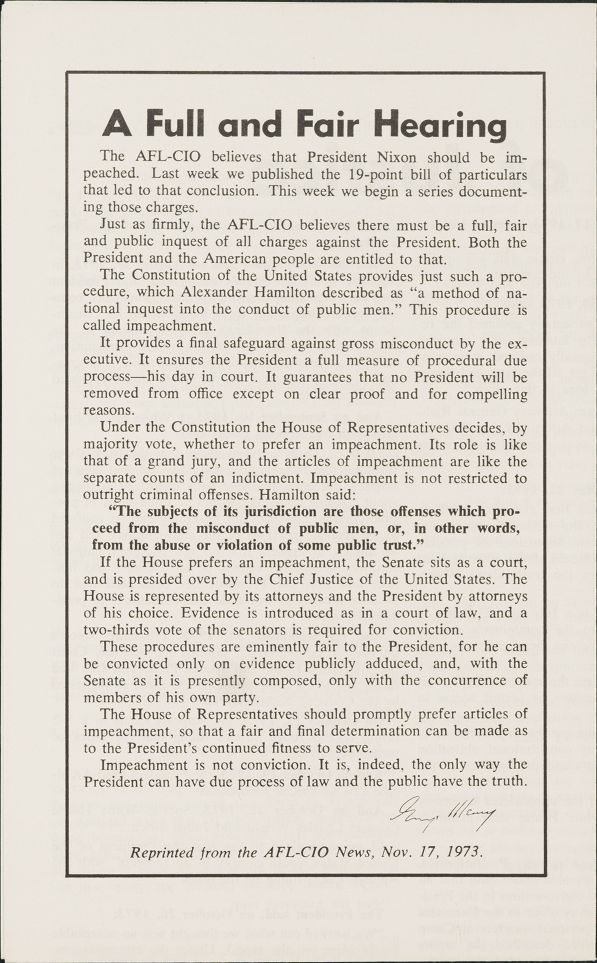 A Full and Fair Hearing
The AFL-CIO believes that President Nixon should be im-
peached. Last week we published the 19-point bill of particulars
that led to that conclusion. This week we begin a series document-
ing those charges.
Just as firmly, the AFL-CIO believes there must be a full, fair
and public inquest of all charges against the President. Both the
President and the American people are entitled to that.
The Constitution of the United States provides just such a pro-
cedure, which Alexander Hamilton described as “a method of na-
tional inquest into the conduct of public men.” This procedure is
called impeachment.
It provides a final safeguard against gross misconduct by the ex-
ecutive. It ensures the President a full measure of procedural due
process—his day in court. It guarantees that no President will be
removed from office except on clear proof and for compelling
reasons.
Under the Constitution the House of Representatives decides, by
majority vote, whether to prefer an impeachment. Its role is like
that of a grand jury, and the articles of impeachment are like the
separate counts of an indictment. Impeachment is not restricted to
outright criminal offenses. Hamilton said:
“The subjects of its jurisdiction are those offenses which pro-
ceed from the misconduct of public men, or, in other words,
from the abuse or violation of some public trust.”
If the House prefers an impeachment, the Senate sits as a court,
and is presided over by the Chief Justice of the United States. The
House is represented by its attorneys and the President by attorneys
of his choice. Evidence is introduced as in a court of law, and a
two-thirds vote of the senators is required for conviction.
These procedures are eminently fair to the President, for he can
be convicted only on evidence publicly adduced, and, with the
Senate as it is presently composed, only with the concurrence of
members of his own party.
The House of Representatives should promptly prefer articles of
impeachment, so that a fair and final determination can be made as
to the President’s continued fitness to serve.
Impeachment is not conviction. It is, indeed, the only way the
President can have due process of law and the public have the truth.
George Meany
Reprinted from the AFL-CIO News, Nov. 17, 1973.